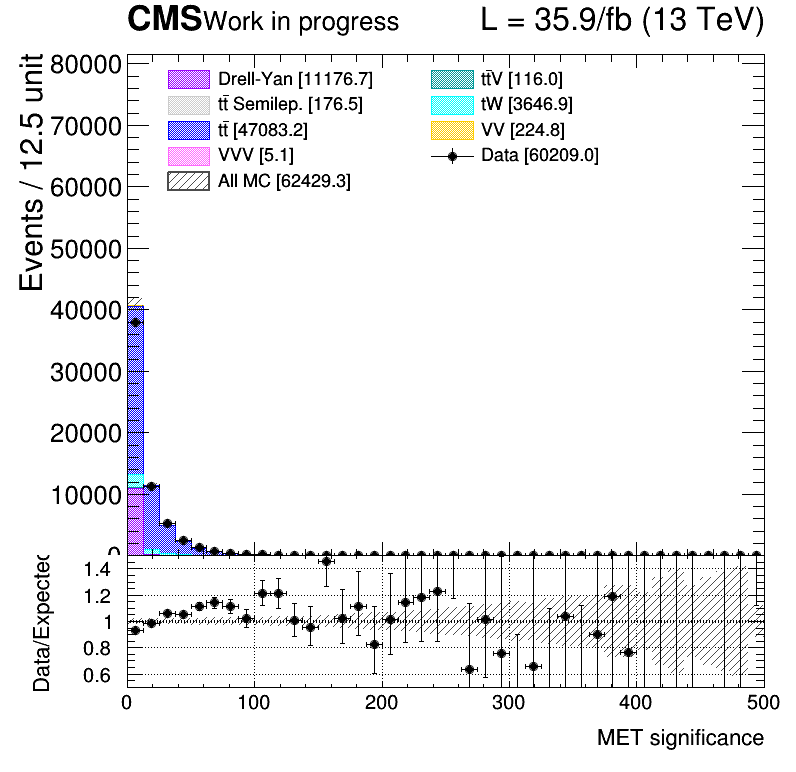 CMS Work in progress L = 35.9/fb (13 TeV)
Events / 12.5 unit
80000
70000
60000
50000
40000
30000
20000
10000
0
Drell-Yan [11176.7]
tt̄ Semilep. [176.5]
tt̄ [47083.2]
VVV [5.1]
All MC [62429.3]
tt̄V [116.0]
tW [3646.9]
VV [224.8]
Data [60209.0]
Data/Expected
1.4
1.2
1
0.8
0.6
0 100 200 300 400 500
MET significance